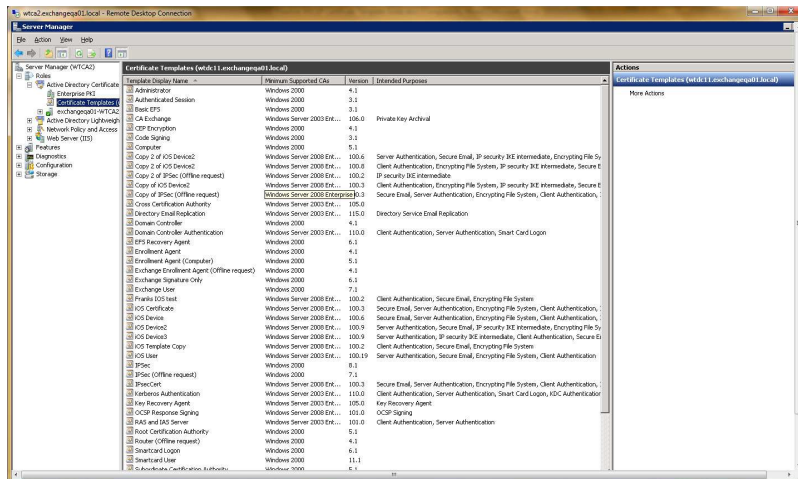 wtca2.exchangeqa01.local - Remote Desktop Connection
Server Manager
File Action View Help
Server Manager (WTCA2)
Roles
Active Directory Certificate
Enterprise PKI
Certificate Templates (
exchangeqa01-WTCA2
Active Directory Lightweigh
Network Policy and Access
Web Server (IIS)
Features
Diagnostics
Configuration
Storage
Certificate Templates (wtdc11.exchangeqa01.local)
Template Display Name Minimum Supported CAs Version Intended Purposes
Administrator Windows 2000 4.1
Authenticated Session Windows 2000 3.1
Basic EFS Windows 2000 3.1
CA Exchange Windows Server 2003 Ent... 106.0 Private Key Archival
CEP Encryption Windows 2000 4.1
Code Signing Windows 2000 3.1
Computer Windows 2000 5.1
Copy 2 of iOS Device2 Windows Server 2008 Ent... 100.6 Server Authentication, Secure Email, IP security IKE intermediate, Encrypting File Sy
Copy 2 of iOS Device2 Windows Server 2008 Ent... 100.8 Client Authentication, Encrypting File System, IP security IKE intermediate, Secure E
Copy 2 of IPSec (Offline request) Windows Server 2008 Ent... 100.2 IP security IKE intermediate
Copy of iOS Device2 Windows Server 2008 Ent... 100.3 Client Authentication, Encrypting File System, IP security IKE intermediate, Secure E
Copy of IPSec (Offline request) Windows Server 2008 Enterprise 0.3 Secure Email, Server Authentication, Encrypting File System, Client Authentication,
Cross Certification Authority Windows Server 2003 Ent... 105.0
Directory Email Replication Windows Server 2003 Ent... 115.0 Directory Service Email Replication
Domain Controller Windows 2000 4.1
Domain Controller Authentication Windows Server 2003 Ent... 110.0 Client Authentication, Server Authentication, Smart Card Logon
EFS Recovery Agent Windows 2000 6.1
Enrollment Agent Windows 2000 4.1
Enrollment Agent (Computer) Windows 2000 5.1
Exchange Enrollment Agent (Offline request) Windows 2000 4.1
Exchange Signature Only Windows 2000 6.1
Exchange User Windows 2000 7.1
Franks IOS test Windows Server 2008 Ent... 100.2 Client Authentication, Secure Email, Encrypting File System
iOS Certificate Windows Server 2008 Ent... 100.3 Secure Email, Server Authentication, Encrypting File System, Client Authentication,
iOS Device Windows Server 2008 Ent... 100.6 Secure Email, Server Authentication, Encrypting File System, Client Authentication,
iOS Device2 Windows Server 2008 Ent... 100.9 Server Authentication, Secure Email, IP security IKE intermediate, Encrypting File Sy
iOS Device3 Windows Server 2008 Ent... 100.9 Server Authentication, IP security IKE intermediate, Client Authentication, Secure E
iOS Template Copy Windows Server 2008 Ent... 100.2 Client Authentication, Secure Email, Encrypting File System
iOS User Windows Server 2003 Ent... 100.19 Server Authentication, Secure Email, Encrypting File System, Client Authentication
IPSec Windows 2000 8.1
IPSec (Offline request) Windows 2000 7.1
IPsecCert Windows Server 2008 Ent... 100.3 Secure Email, Server Authentication, Encrypting File System, Client Authentication,
Kerberos Authentication Windows Server 2003 Ent... 110.0 Client Authentication, Server Authentication, Smart Card Logon, KDC Authentication
Key Recovery Agent Windows Server 2003 Ent... 105.0 Key Recovery Agent
OCSP Response Signing Windows Server 2008 Ent... 101.0 OCSP Signing
RAS and IAS Server Windows Server 2003 Ent... 101.0 Client Authentication, Server Authentication
Root Certification Authority Windows 2000 5.1
Router (Offline request) Windows 2000 4.1
Smartcard Logon Windows 2000 6.1
Smartcard User Windows 2000 11.1
Subordinate Certification Authority Windows 2000 5.1
Actions
Certificate Templates (wtdc11.exchangeqa01.local)
More Actions